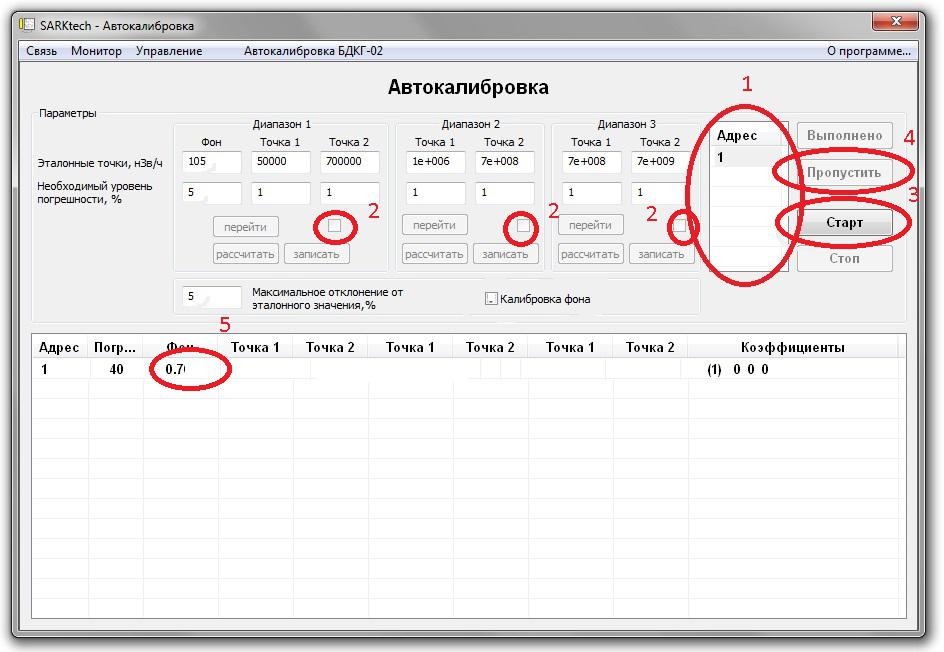 SARKtech - Автокалибровка
Связь Монитор Управление Автокалибровка БДКГ-02 О программе...
Автокалибровка
1
Параметры
Диапазон 1 Диапазон 2 Диапазон 3
Фон Точка 1 Точка 2 Точка 1 Точка 2 Точка 1 Точка 2
Адрес Выполнено 4
Эталонные точки, нЗв/ч 105 50000 700000 1e+006 7e+008 7e+008 7e+009
1 Пропустить
Необходимый уровень
погрешности, % 5 1 1 1 1 1 1
3
перейти 2 перейти 2 перейти 2 Старт
рассчитать записать рассчитать записать рассчитать записать Стоп
5 Максимальное отклонение от
эталонного значения,% Калибровка фона
5
Адрес Погр... Фон Точка 1 Точка 2 Точка 1 Точка 2 Точка 1 Точка 2 Коэффициенты
1 40 0.7 (1) 0 0 0